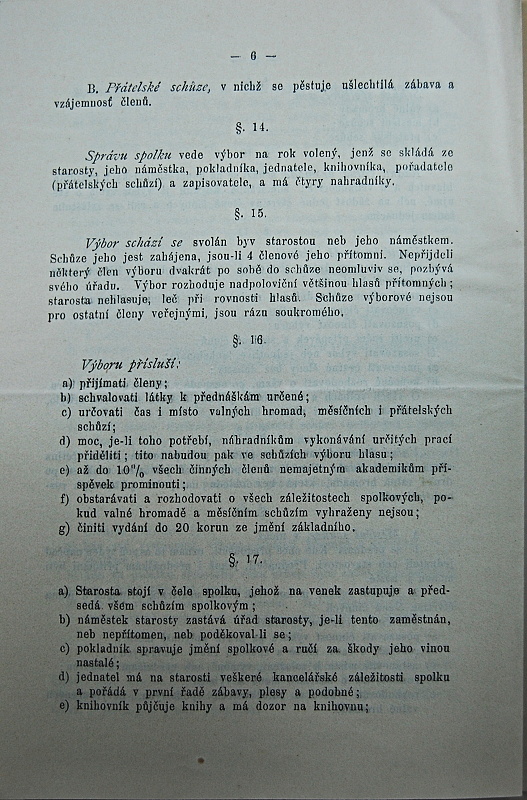 — 6 —
B. Přátelské schůze, v nichž se pěstuje ušlechtilá zábava a
vzájemnosť členů.
§. 14.
Správu spolku vede výbor na rok volený, jenž se skládá ze
starosty, jeho náměstka, pokladníka, jednatele, knihovníka, pořadatele
(přátelských schůzí) a zapisovatele, a má čtyry nahradníky.
§. 15.
Výbor schází se svolán byv starostou neb jeho náměstkem.
Schůze jeho jest zahájena, jsou-li 4 členové jeho přítomni. Nepřijdeli
některý člen výboru dvakrát po sobě do schůze neomluviv se, pozbývá
svého úřadu. Výbor rozhoduje nadpoloviční většinou hlasů přítomných;
starosta nehlasuje, leč při rovnosti hlasů. Schůze výborové nejsou
pro ostatní členy veřejnými, jsou rázu soukromého.
§. 16.
Výboru přísluší:
a) přijímati členy;
b) schvalovati látky k přednáškám určené;
c) určovati čas i místo valných hromad, měsíčních i přátelských
schůzí;
d) moc, je-li toho potřebí, náhradníkům vykonávání určitých prací
přiděliti; tito nabudou pak ve schůzích výboru hlasu;
e) až do 10% všech činných členů nemajetným akademikům pří-
spěvek prominouti;
f) obstarávati a rozhodovati o všech záležitostech spolkových, po-
kud valné hromadě a měsíčním schůzím vyhraženy nejsou;
g) činiti vydání do 20 korun ze jmění základního.
§. 17.
a) Starosta stojí v čele spolku, jehož na venek zastupuje a před-
sedá všem schůzím spolkovým;
b) náměstek starosty zastává úřad starosty, je-li tento zaměstnán,
neb nepřítomen, neb poděkoval-li se;
c) pokladník spravuje jmění spolkové a ručí za škody jeho vinou
nastalé;
d) jednatel má na starosti veškeré kancelářské záležitosti spolku
a pořádá v první řadě zábavy, plesy a podobné;
e) knihovník půjčuje knihy a má dozor na knihovnu;